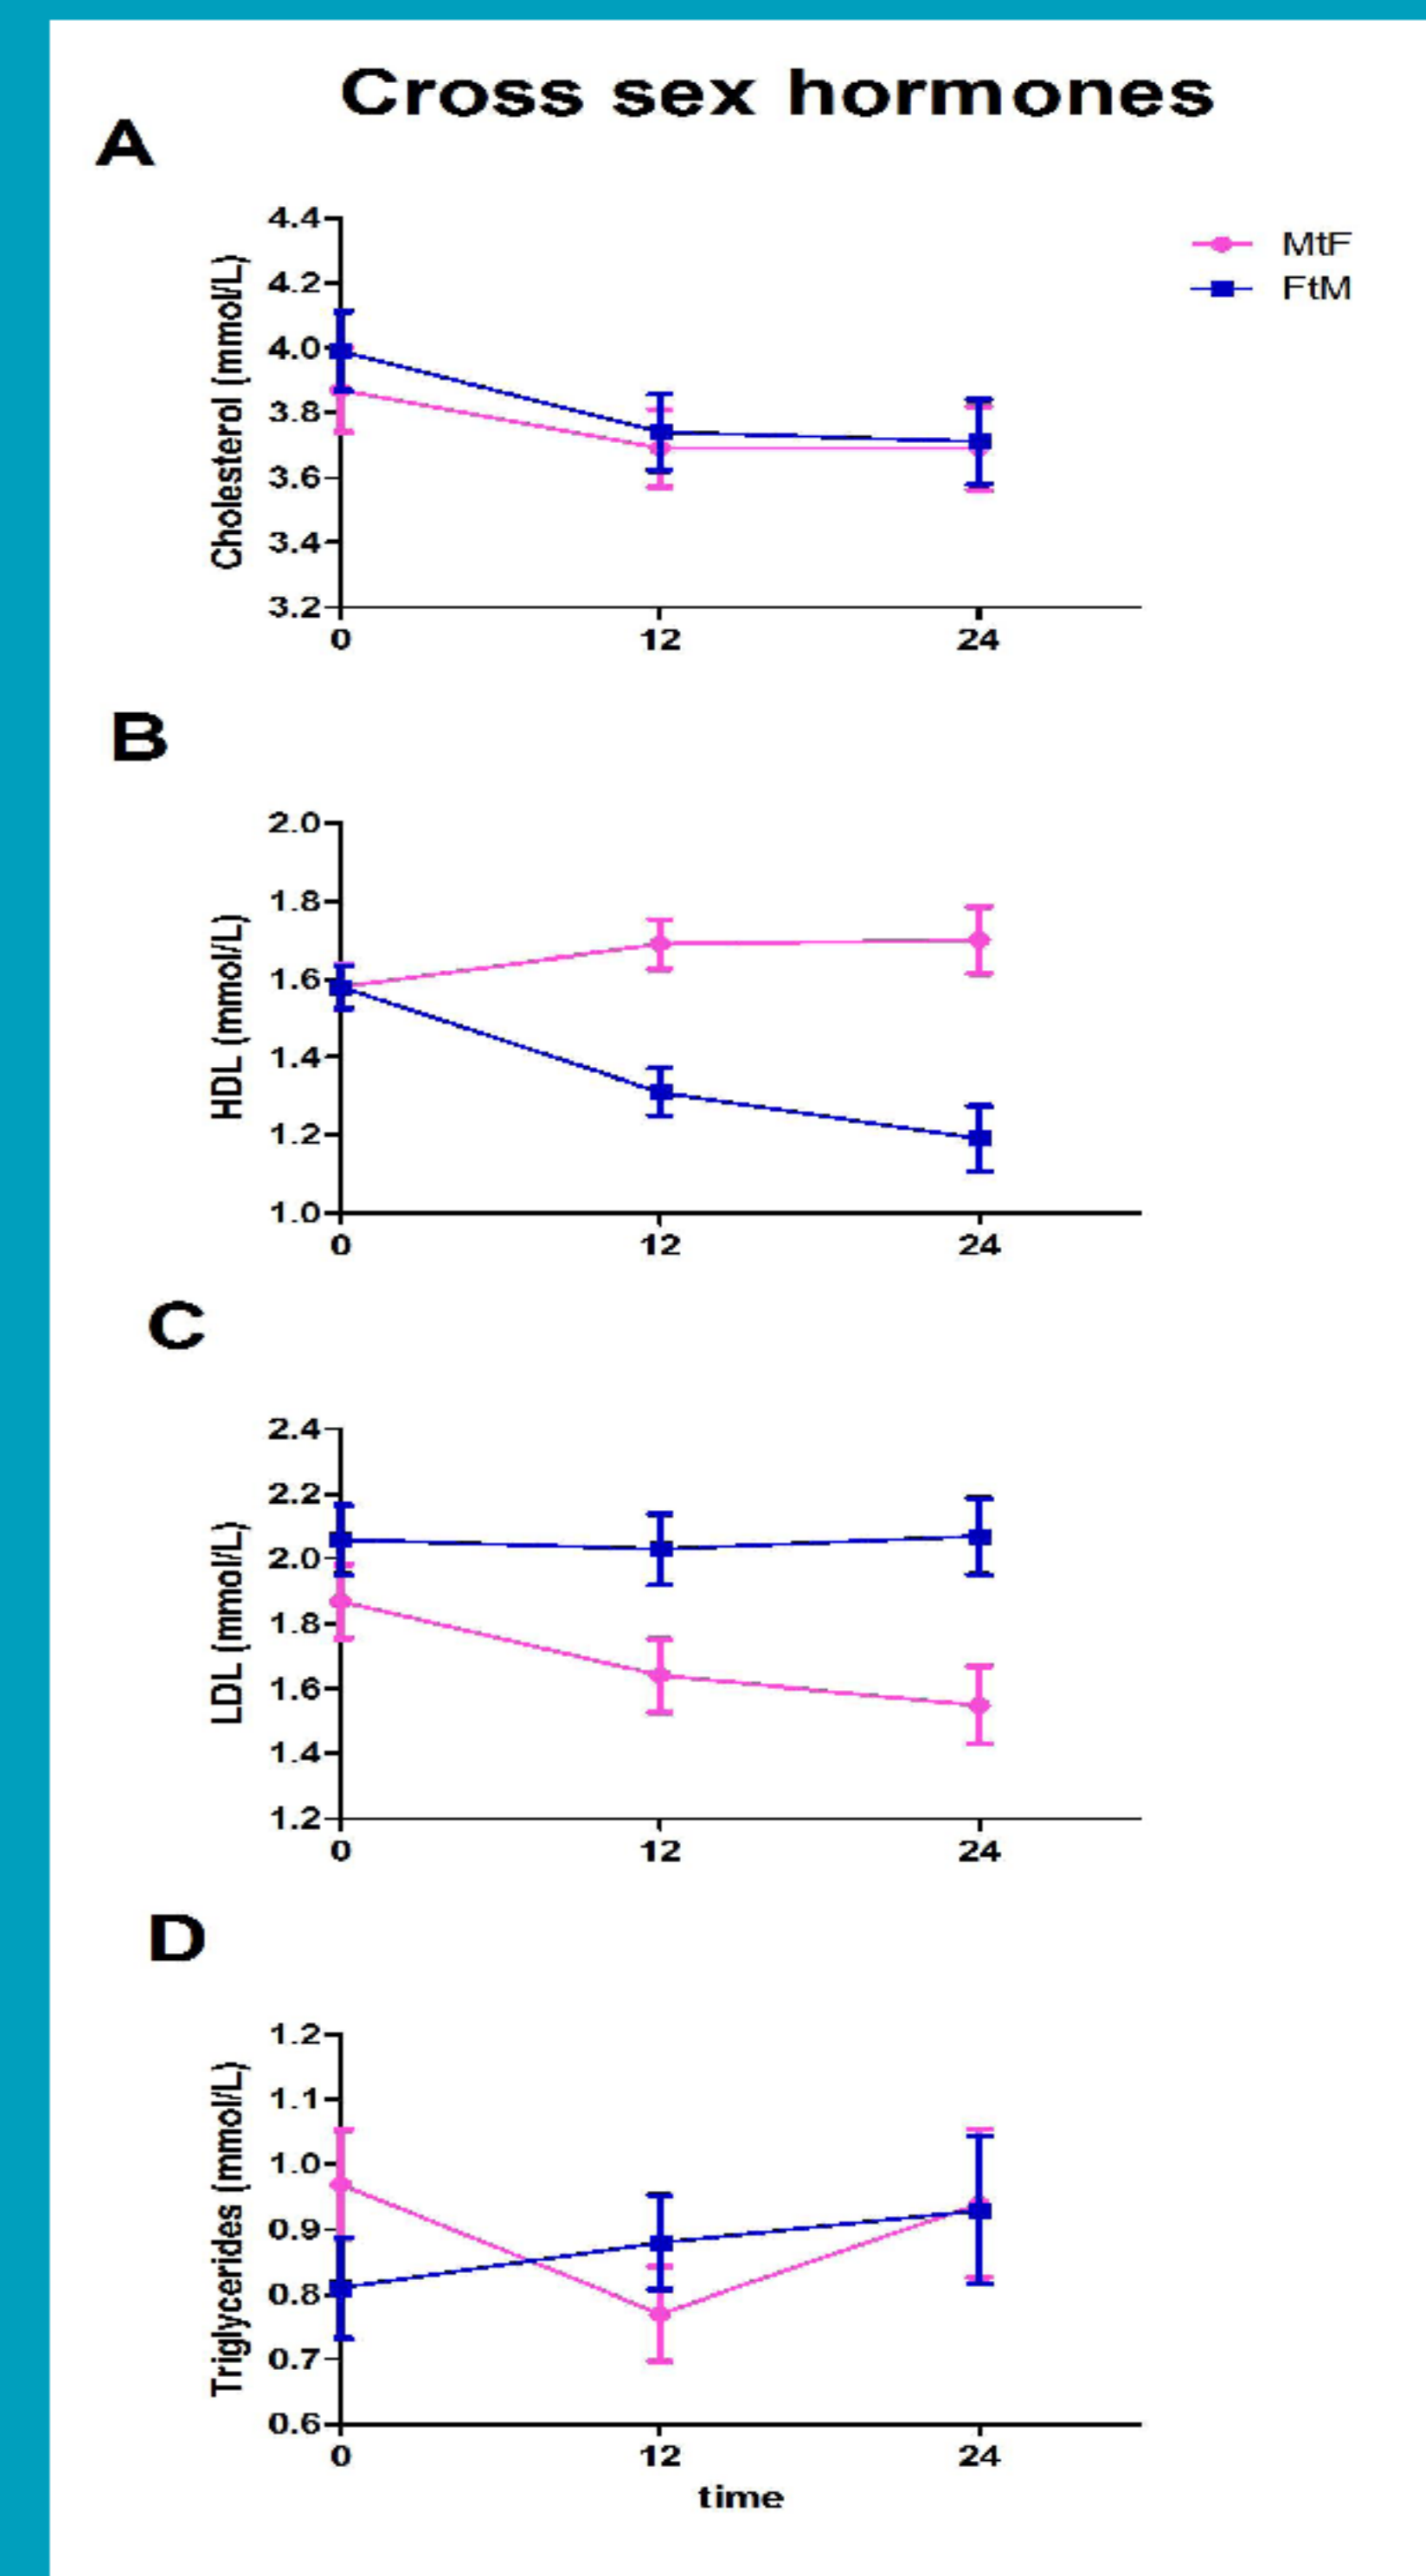 Cross sex hormones
A
MtF
FtM
Cholesterol (mmol/L)
4.4
4.2
4.0
3.8
3.6
3.4
3.2
0 12 24
B
HDL (mmol/L)
2.0
1.8
1.6
1.4
1.2
1.0
0 12 24
C
LDL (mmol/L)
2.4
2.2
2.0
1.8
1.6
1.4
1.2
0 12 24
D
Triglycerides (mmol/L)
1.2
1.1
1.0
0.9
0.8
0.7
0.6
0 12 24
time